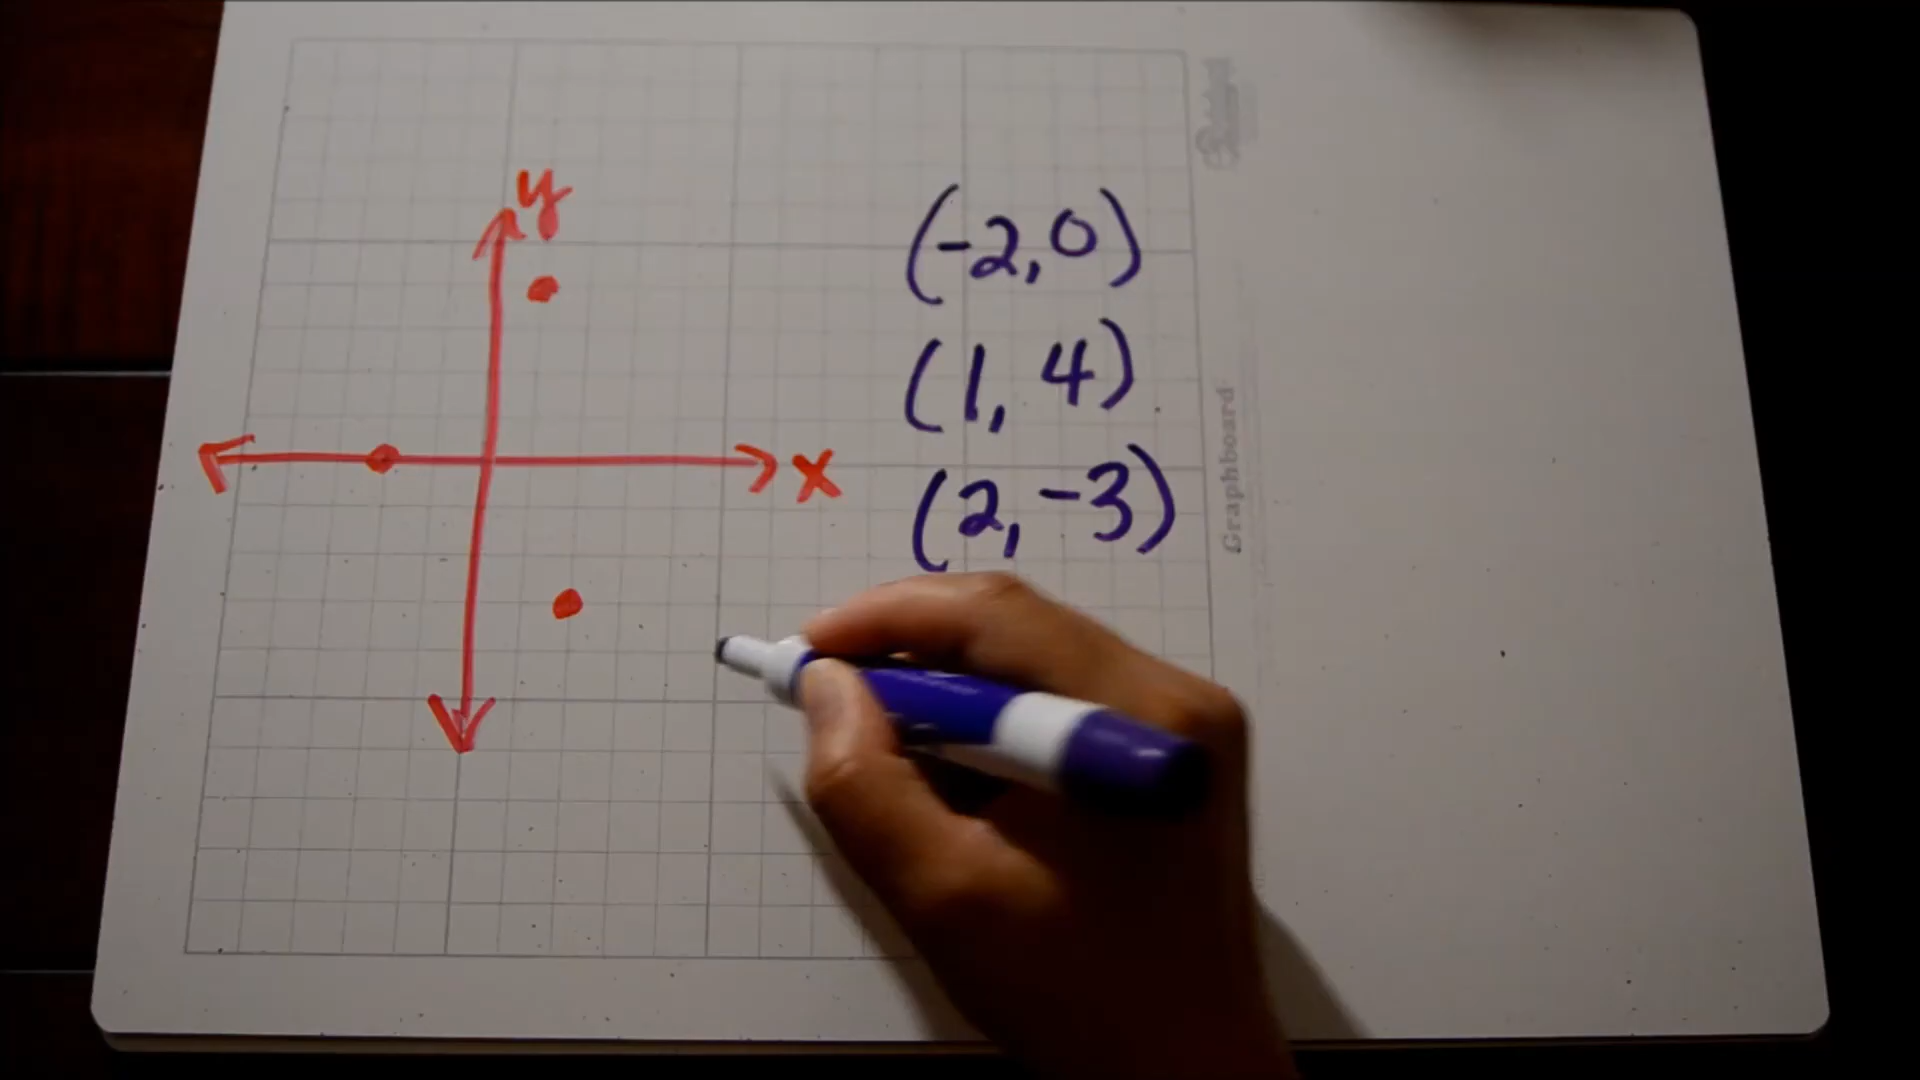 y
(-2,0)
(1,4)
x
(2,-3)
Graphboard